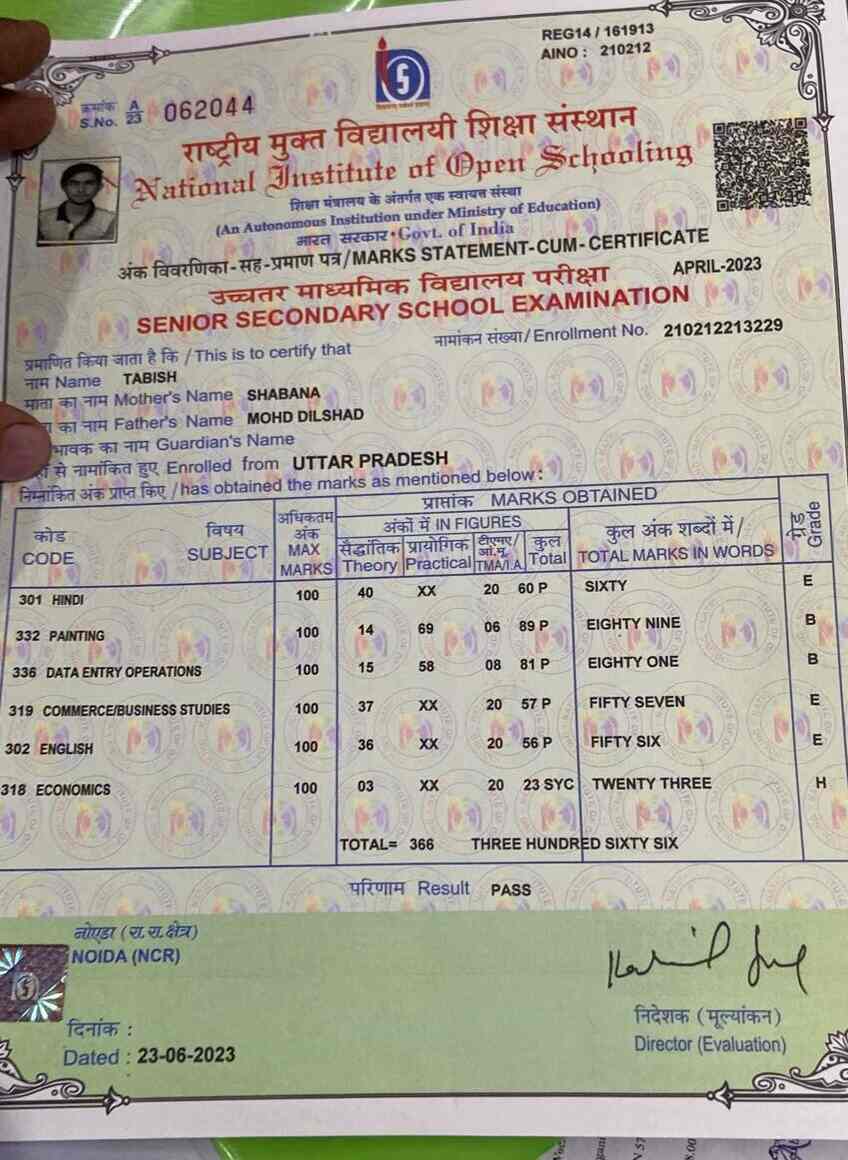 REG14 / 161913
AINO : 210212
क्रमांक A
S.No. 23 062044
राष्ट्रीय मुक्त विद्यालयी शिक्षा संस्थान
National Institute of Open Schooling
शिक्षा मंत्रालय के अंतर्गत एक स्वायत्त संस्था
(An Autonomous Institution under Ministry of Education)
भारत सरकार • Govt. of India
अंक विवरणिका - सह - प्रमाण पत्र / MARKS STATEMENT-CUM-CERTIFICATE
उच्चतर माध्यमिक विद्यालय परीक्षा APRIL-2023
SENIOR SECONDARY SCHOOL EXAMINATION
प्रमाणित किया जाता है कि / This is to certify that नामांकन संख्या / Enrollment No. 210212213229
नाम Name TABISH
माता का नाम Mother's Name SHABANA
का नाम Father's Name MOHD DILSHAD
भावक का नाम Guardian's Name
से नामांकित हुए Enrolled from UTTAR PRADESH
निम्नांकित अंक प्राप्त किए / has obtained the marks as mentioned below :
कोड CODE
विषय SUBJECT
अधिकतम अंक MAX MARKS
प्राप्तांक MARKS OBTAINED
अंकों में IN FIGURES
सैद्धांतिक Theory
प्रायोगिक Practical
टीएमए/ आं.मू. TMA/I.A.
कुल Total
कुल अंक शब्दों में / TOTAL MARKS IN WORDS
ग्रेड Grade
301 HINDI 100 40 XX 20 60 P SIXTY E
332 PAINTING 100 14 69 06 89 P EIGHTY NINE B
336 DATA ENTRY OPERATIONS 100 15 58 08 81 P EIGHTY ONE B
319 COMMERCE/BUSINESS STUDIES 100 37 XX 20 57 P FIFTY SEVEN E
302 ENGLISH 100 36 XX 20 56 P FIFTY SIX E
318 ECONOMICS 100 03 XX 20 23 SYC TWENTY THREE H
TOTAL= 366 THREE HUNDRED SIXTY SIX
परिणाम Result PASS
नोएडा (रा.रा.क्षेत्र)
NOIDA (NCR)
दिनांक :
Dated : 23-06-2023
निदेशक (मूल्यांकन)
Director (Evaluation)